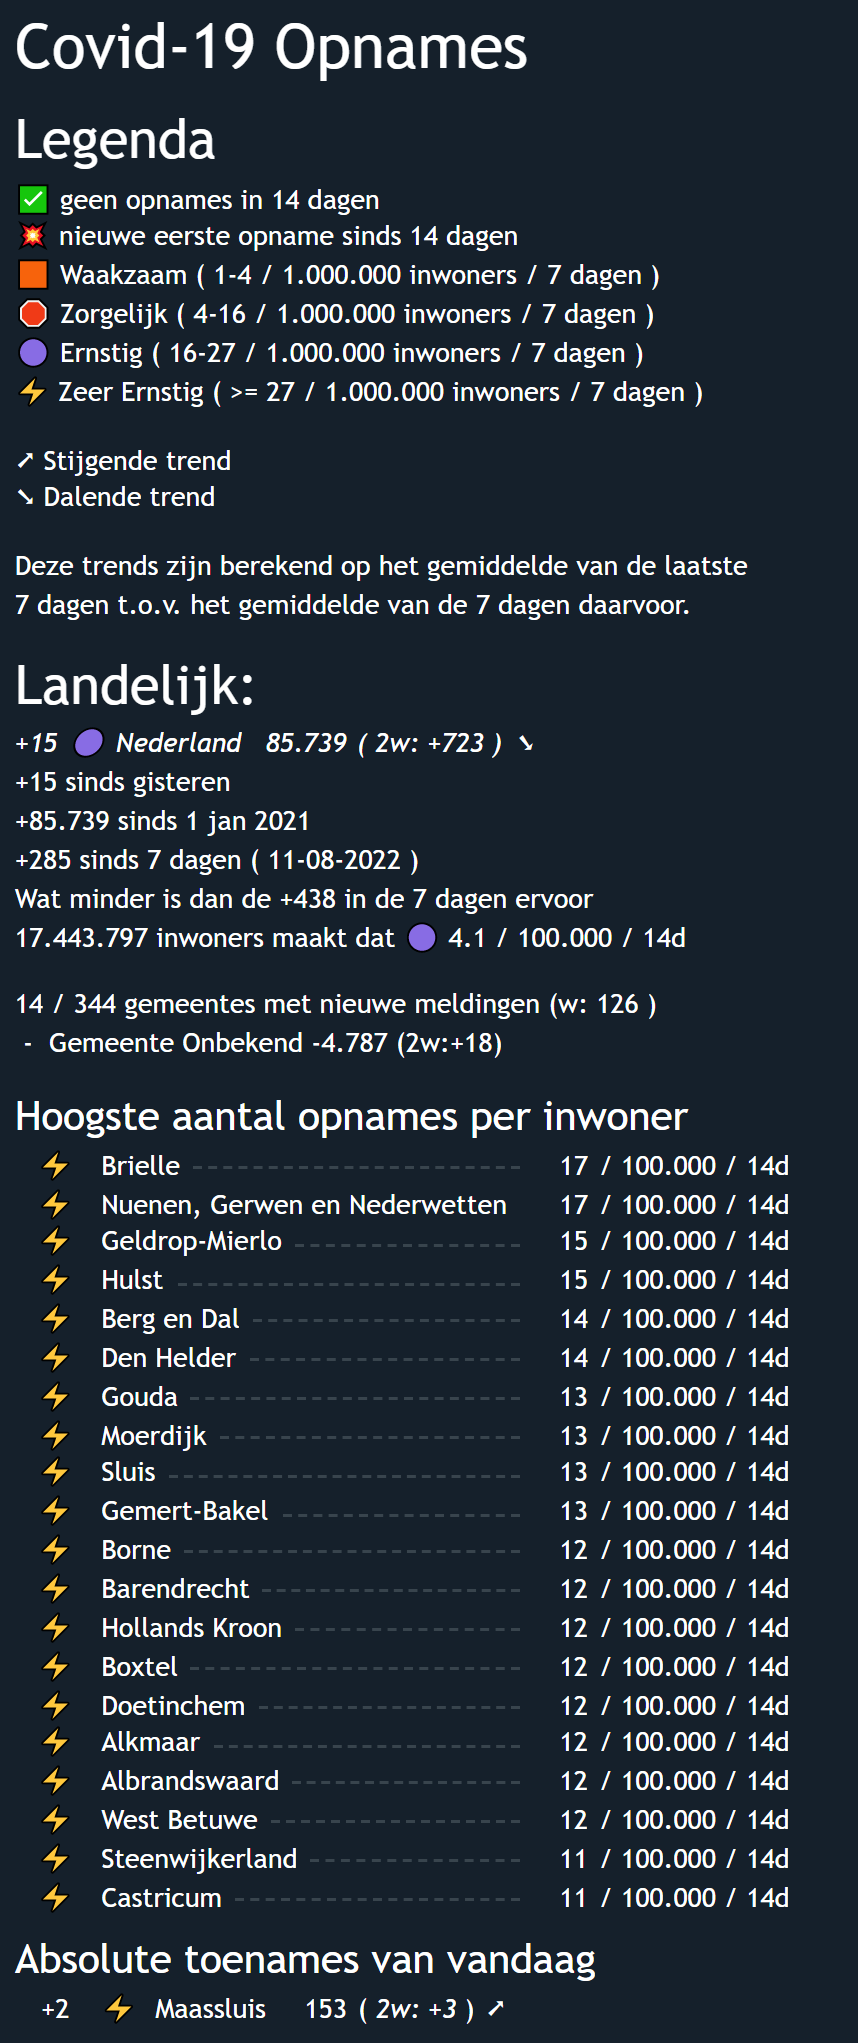 Covid-19 Opnames
Legenda
✅ geen opnames in 14 dagen
💥 nieuwe eerste opname sinds 14 dagen
🟧 Waakzaam ( 1-4 / 1.000.000 inwoners / 7 dagen )
🛑 Zorgelijk ( 4-16 / 1.000.000 inwoners / 7 dagen )
🟣 Ernstig ( 16-27 / 1.000.000 inwoners / 7 dagen )
⚡ Zeer Ernstig ( >= 27 / 1.000.000 inwoners / 7 dagen )
➚ Stijgende trend
➘ Dalende trend
Deze trends zijn berekend op het gemiddelde van de laatste
7 dagen t.o.v. het gemiddelde van de 7 dagen daarvoor.
Landelijk:
+15 🟣 Nederland 85.739 ( 2w: +723 ) ➘
+15 sinds gisteren
+85.739 sinds 1 jan 2021
+285 sinds 7 dagen ( 11-08-2022 )
Wat minder is dan de +438 in de 7 dagen ervoor
17.443.797 inwoners maakt dat 🟣 4.1 / 100.000 / 14d
14 / 344 gemeentes met nieuwe meldingen (w: 126 )
- Gemeente Onbekend -4.787 (2w:+18)
Hoogste aantal opnames per inwoner
⚡ Brielle 17 / 100.000 / 14d
⚡ Nuenen, Gerwen en Nederwetten 17 / 100.000 / 14d
⚡ Geldrop-Mierlo 15 / 100.000 / 14d
⚡ Hulst 15 / 100.000 / 14d
⚡ Berg en Dal 14 / 100.000 / 14d
⚡ Den Helder 14 / 100.000 / 14d
⚡ Gouda 13 / 100.000 / 14d
⚡ Moerdijk 13 / 100.000 / 14d
⚡ Sluis 13 / 100.000 / 14d
⚡ Gemert-Bakel 13 / 100.000 / 14d
⚡ Borne 12 / 100.000 / 14d
⚡ Barendrecht 12 / 100.000 / 14d
⚡ Hollands Kroon 12 / 100.000 / 14d
⚡ Boxtel 12 / 100.000 / 14d
⚡ Doetinchem 12 / 100.000 / 14d
⚡ Alkmaar 12 / 100.000 / 14d
⚡ Albrandswaard 12 / 100.000 / 14d
⚡ West Betuwe 12 / 100.000 / 14d
⚡ Steenwijkerland 11 / 100.000 / 14d
⚡ Castricum 11 / 100.000 / 14d
Absolute toenames van vandaag
+2 ⚡ Maassluis 153 ( 2w: +3 ) ➚